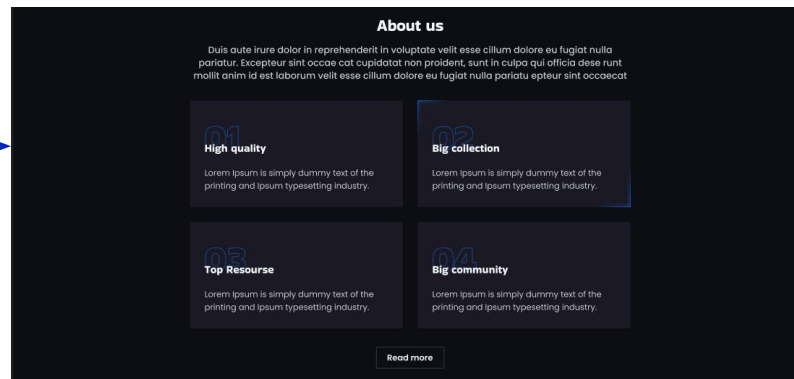 About us
Duis aute irure dolor in reprehenderit in voluptate velit esse cillum dolore eu fugiat nulla
pariatur. Excepteur sint occae cat cupidatat non proident, sunt in culpa qui officia dese runt
mollit anim id est laborum velit esse cillum dolore eu fugiat nulla pariatu epteur sint occaecat
01
High quality
Lorem Ipsum is simply dummy text of the
printing and Ipsum typesetting industry.
02
Big collection
Lorem Ipsum is simply dummy text of the
printing and Ipsum typesetting industry.
03
Top Resourse
Lorem Ipsum is simply dummy text of the
printing and Ipsum typesetting industry.
04
Big community
Lorem Ipsum is simply dummy text of the
printing and Ipsum typesetting industry.
Read more